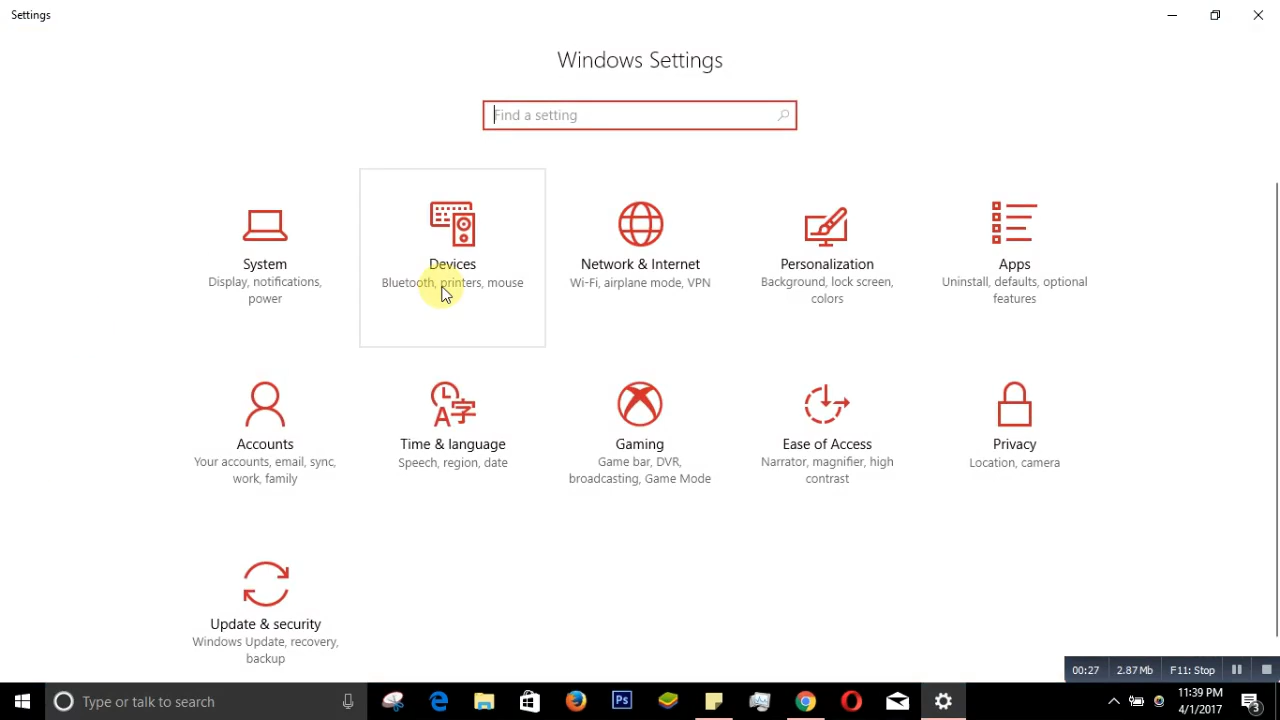 Settings
Windows Settings
Find a setting
System
Display, notifications,
power
Devices
Bluetooth, printers, mouse
Network & Internet
Wi-Fi, airplane mode, VPN
Personalization
Background, lock screen,
colors
Apps
Uninstall, defaults, optional
features
Accounts
Your accounts, email, sync,
work, family
A字
Time & language
Speech, region, date
Gaming
Game bar, DVR,
broadcasting, Game Mode
Ease of Access
Narrator, magnifier, high
contrast
Privacy
Location, camera
Update & security
Windows Update, recovery,
backup
00:27 2.87 Mb F11: Stop
Type or talk to search
Ps
11:39 PM
4/1/2017
3